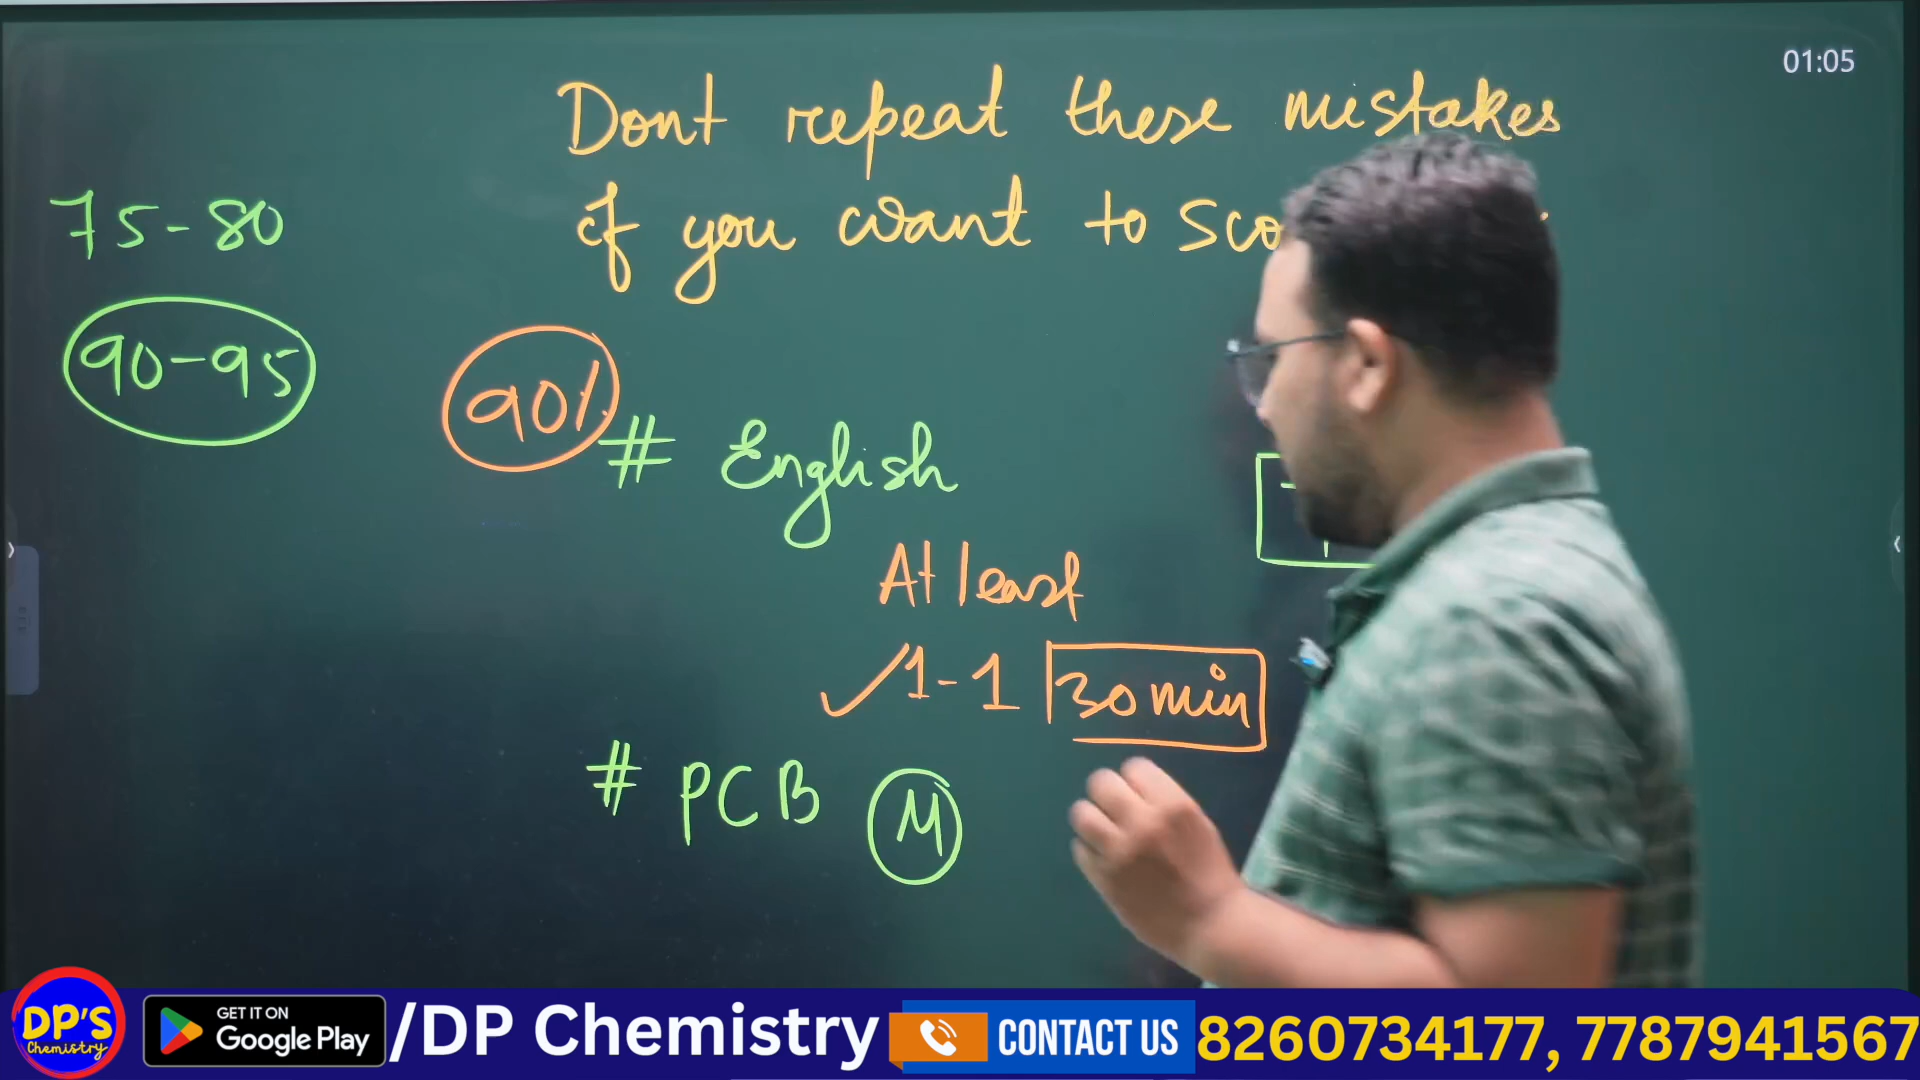 01:05
Dont repeat these mistakes
if you want to
75-80
90-95
90%
# English
At least
1-1 30 min
# PCB M
DP'S
Chemistry
GET IT ON
Google Play
/DP Chemistry
CONTACT US
8260734177, 7787941567